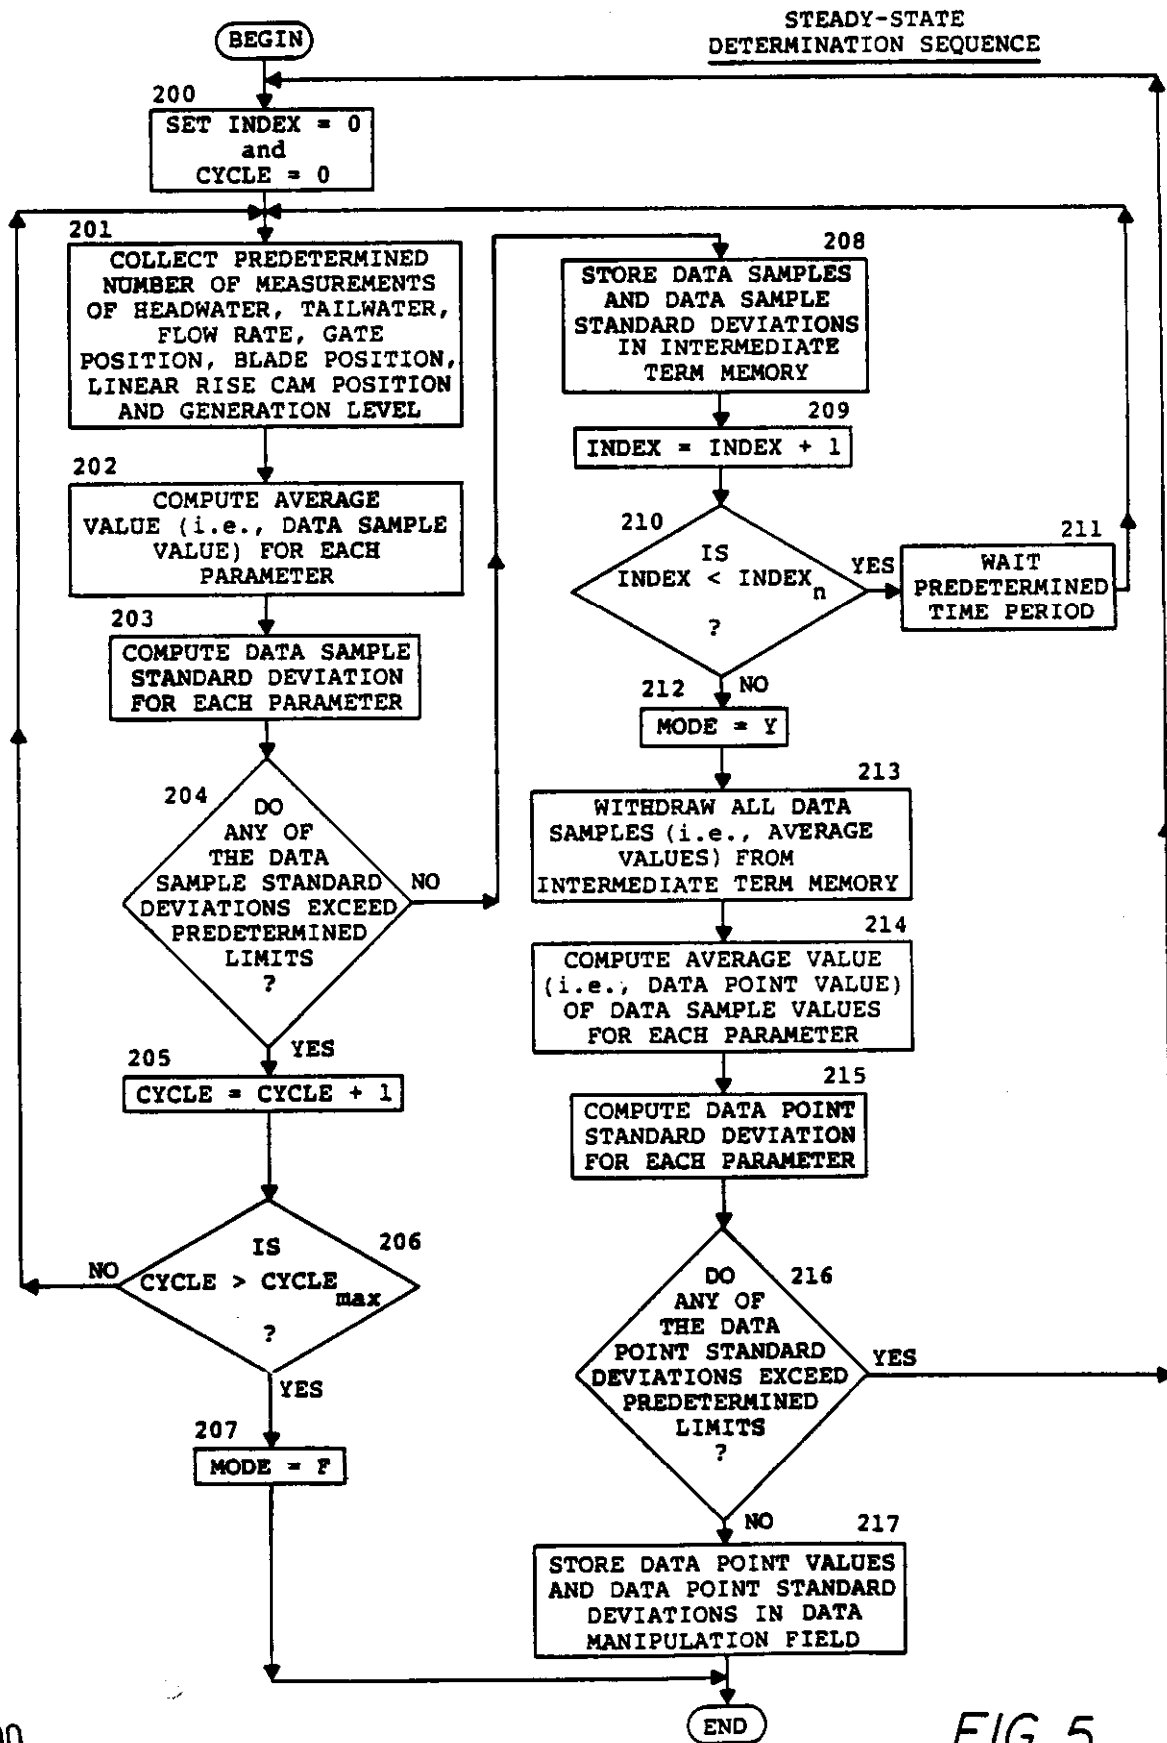 STEADY-STATE
DETERMINATION SEQUENCE
BEGIN
200
SET INDEX = 0
and
CYCLE = 0
201
COLLECT PREDETERMINED
NUMBER OF MEASUREMENTS
OF HEADWATER, TAILWATER,
FLOW RATE, GATE
POSITION, BLADE POSITION,
LINEAR RISE CAM POSITION
AND GENERATION LEVEL
202
COMPUTE AVERAGE
VALUE (i.e., DATA SAMPLE
VALUE) FOR EACH
PARAMETER
203
COMPUTE DATA SAMPLE
STANDARD DEVIATION
FOR EACH PARAMETER
204
DO
ANY OF
THE DATA
SAMPLE STANDARD
DEVIATIONS EXCEED
PREDETERMINED
LIMITS
?
NO
YES
205
CYCLE = CYCLE + 1
206
IS
CYCLE > CYCLE max
?
NO
YES
207
MODE = F
208
STORE DATA SAMPLES
AND DATA SAMPLE
STANDARD DEVIATIONS
IN INTERMEDIATE
TERM MEMORY
209
INDEX = INDEX + 1
210
IS
INDEX < INDEX n
?
YES
211
WAIT
PREDETERMINED
TIME PERIOD
NO
212
MODE = Y
213
WITHDRAW ALL DATA
SAMPLES (i.e., AVERAGE
VALUES) FROM
INTERMEDIATE TERM MEMORY
214
COMPUTE AVERAGE VALUE
(i.e., DATA POINT VALUE)
OF DATA SAMPLE VALUES
FOR EACH PARAMETER
215
COMPUTE DATA POINT
STANDARD DEVIATION
FOR EACH PARAMETER
216
DO
ANY OF
THE DATA
POINT STANDARD
DEVIATIONS EXCEED
PREDETERMINED
LIMITS
?
YES
NO
217
STORE DATA POINT VALUES
AND DATA POINT STANDARD
DEVIATIONS IN DATA
MANIPULATION FIELD
END
FIG 5